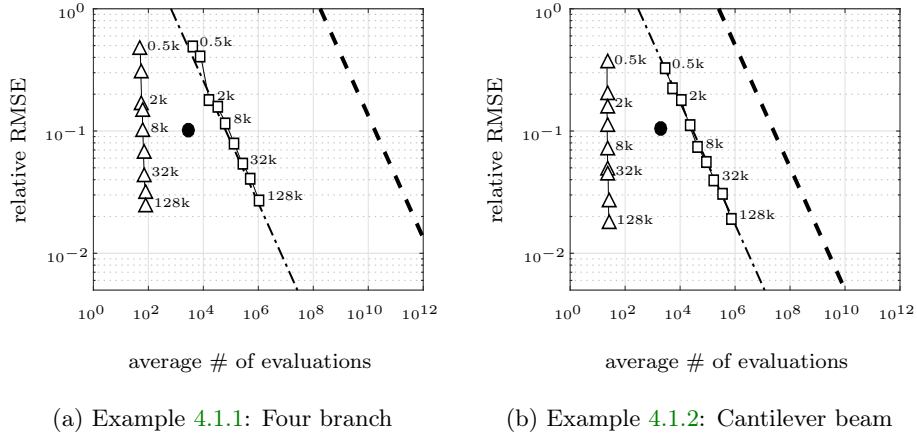 10^0
10^−1
10^−2
relative RMSE
0.5k
2k
8k
32k
128k
0.5k
2k
8k
32k
128k
10^0 10^2 10^4 10^6 10^8 10^10 10^12
average # of evaluations
(a) Example 4.1.1: Four branch
10^0
10^−1
10^−2
relative RMSE
0.5k
2k
8k
32k
128k
0.5k
2k
8k
32k
128k
10^0 10^2 10^4 10^6 10^8 10^10 10^12
average # of evaluations
(b) Example 4.1.2: Cantilever beam